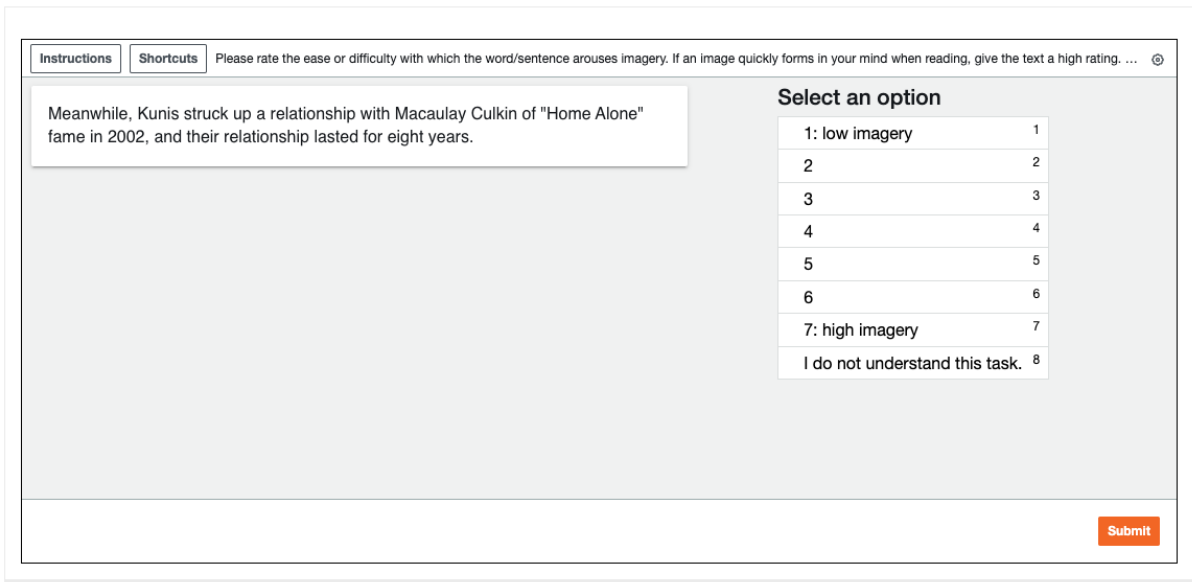 Instructions Shortcuts Please rate the ease or difficulty with which the word/sentence arouses imagery. If an image quickly forms in your mind when reading, give the text a high rating. ...
Meanwhile, Kunis struck up a relationship with Macaulay Culkin of "Home Alone"
fame in 2002, and their relationship lasted for eight years.
Select an option
1: low imagery 1
2 2
3 3
4 4
5 5
6 6
7: high imagery 7
I do not understand this task. 8
Submit